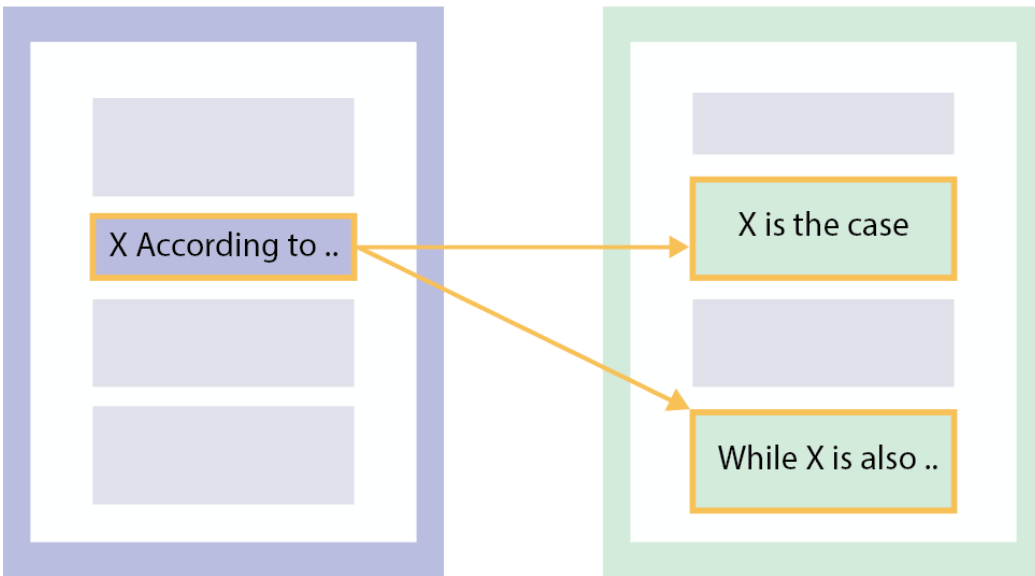 X According to ..
X is the case
While X is also ..